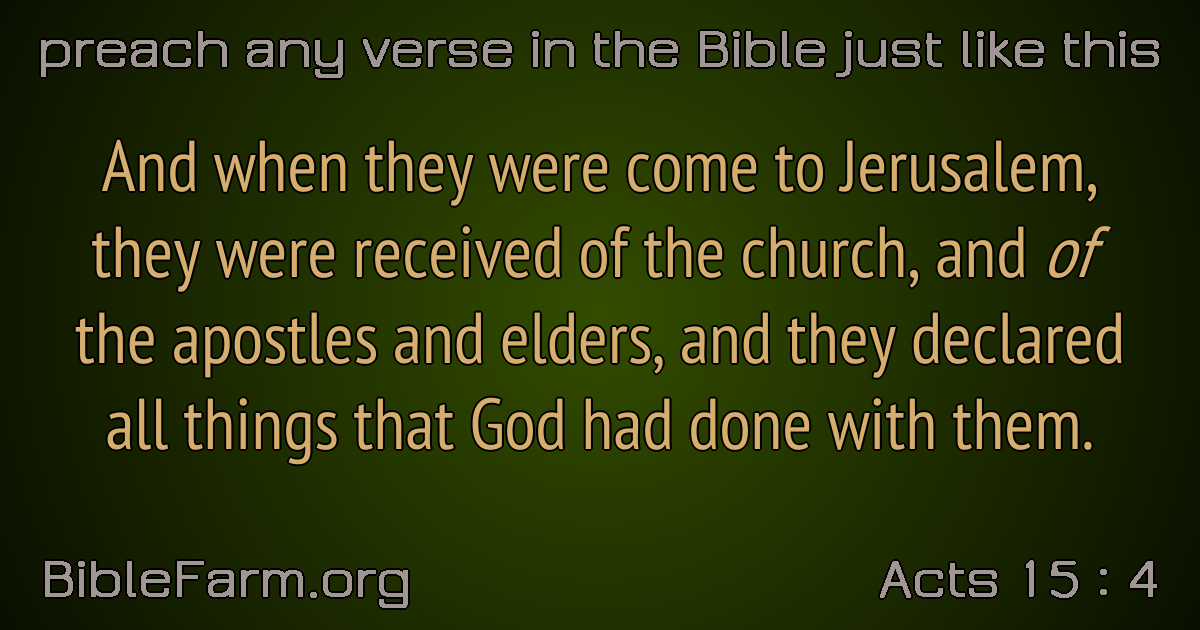 preach any verse in the Bible just like this
And when they were come to Jerusalem,
they were received of the church, and of
the apostles and elders, and they declared
all things that God had done with them.
BibleFarm.org
Acts 15 : 4